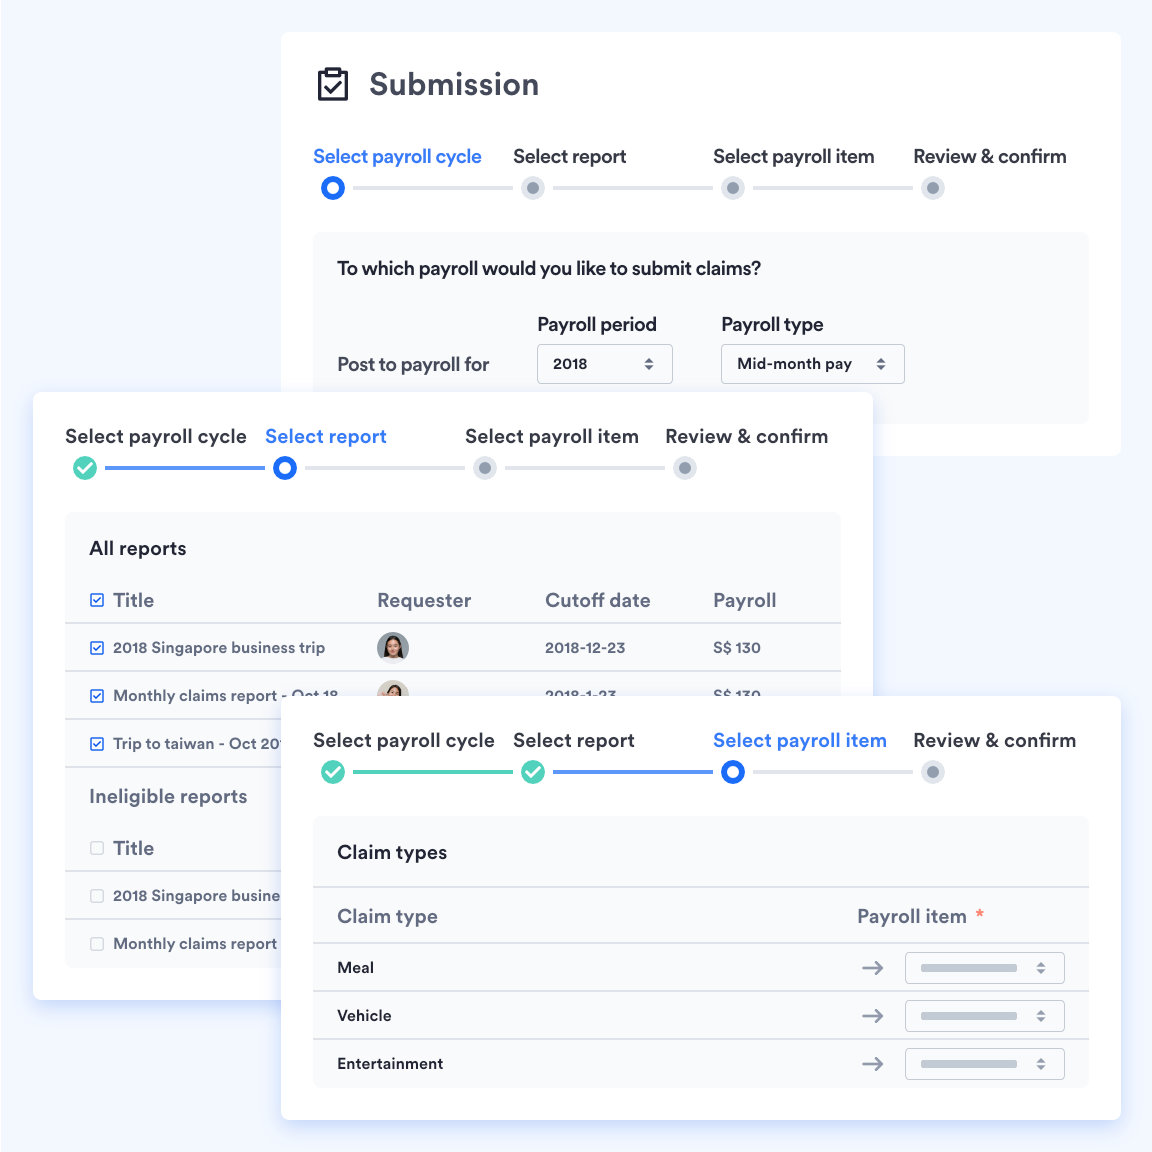 Submission
Select payroll cycle Select report Select payroll item Review & confirm
To which payroll would you like to submit claims?
Payroll period Payroll type
Post to payroll for 2018 Mid-month pay
Select payroll cycle Select report Select payroll item Review & confirm
All reports
Title Requester Cutoff date Payroll
2018 Singapore business trip 2018-12-23 S$ 130
Monthly claims report - Oct 18 2018-1-23 S$ 130
Trip to taiwan - Oct 201
Ineligible reports
Title
2018 Singapore busine
Monthly claims report
Select payroll cycle Select report Select payroll item Review & confirm
Claim types
Claim type Payroll item *
Meal
Vehicle
Entertainment